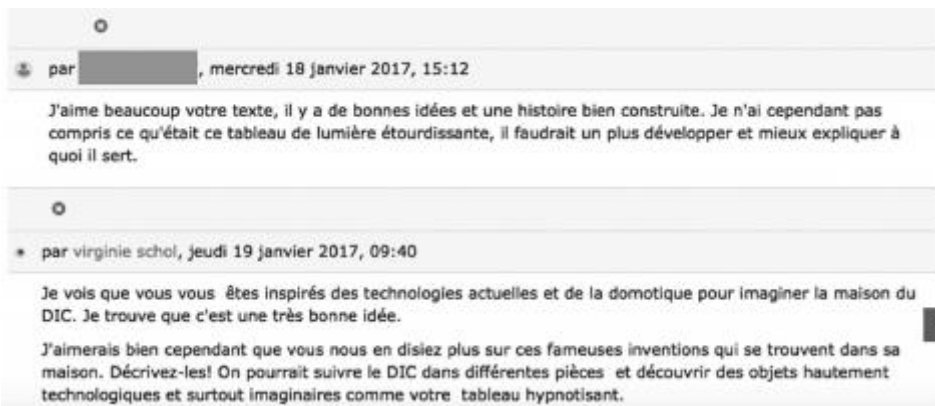 par , mercredi 18 janvier 2017, 15:12
J'aime beaucoup votre texte, il y a de bonnes idées et une histoire bien construite. Je n'ai cependant pas
compris ce qu'était ce tableau de lumière étourdissante, il faudrait un plus développer et mieux expliquer à
quoi il sert.
par virginie schol, jeudi 19 janvier 2017, 09:40
Je vois que vous vous êtes inspirés des technologies actuelles et de la domotique pour imaginer la maison du
DIC. Je trouve que c'est une très bonne idée.
J'aimerais bien cependant que vous nous en disiez plus sur ces fameuses inventions qui se trouvent dans sa
maison. Décrivez-les! On pourrait suivre le DIC dans différentes pièces et découvrir des objets hautement
technologiques et surtout imaginaires comme votre tableau hypnotisant.